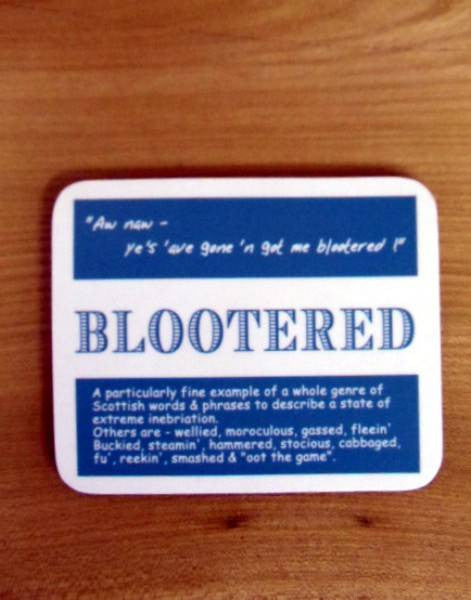 "Aw naw -
ye's 'ave gone 'n got me blootered !"
BLOOTERED
A particularly fine example of a whole genre of
Scottish words & phrases to describe a state of
extreme inebriation.
Others are - wellied, moroculous, gassed, fleein'
Buckied, steamin', hammered, stocious, cabbaged,
fu', reekin', smashed & "oot the game".